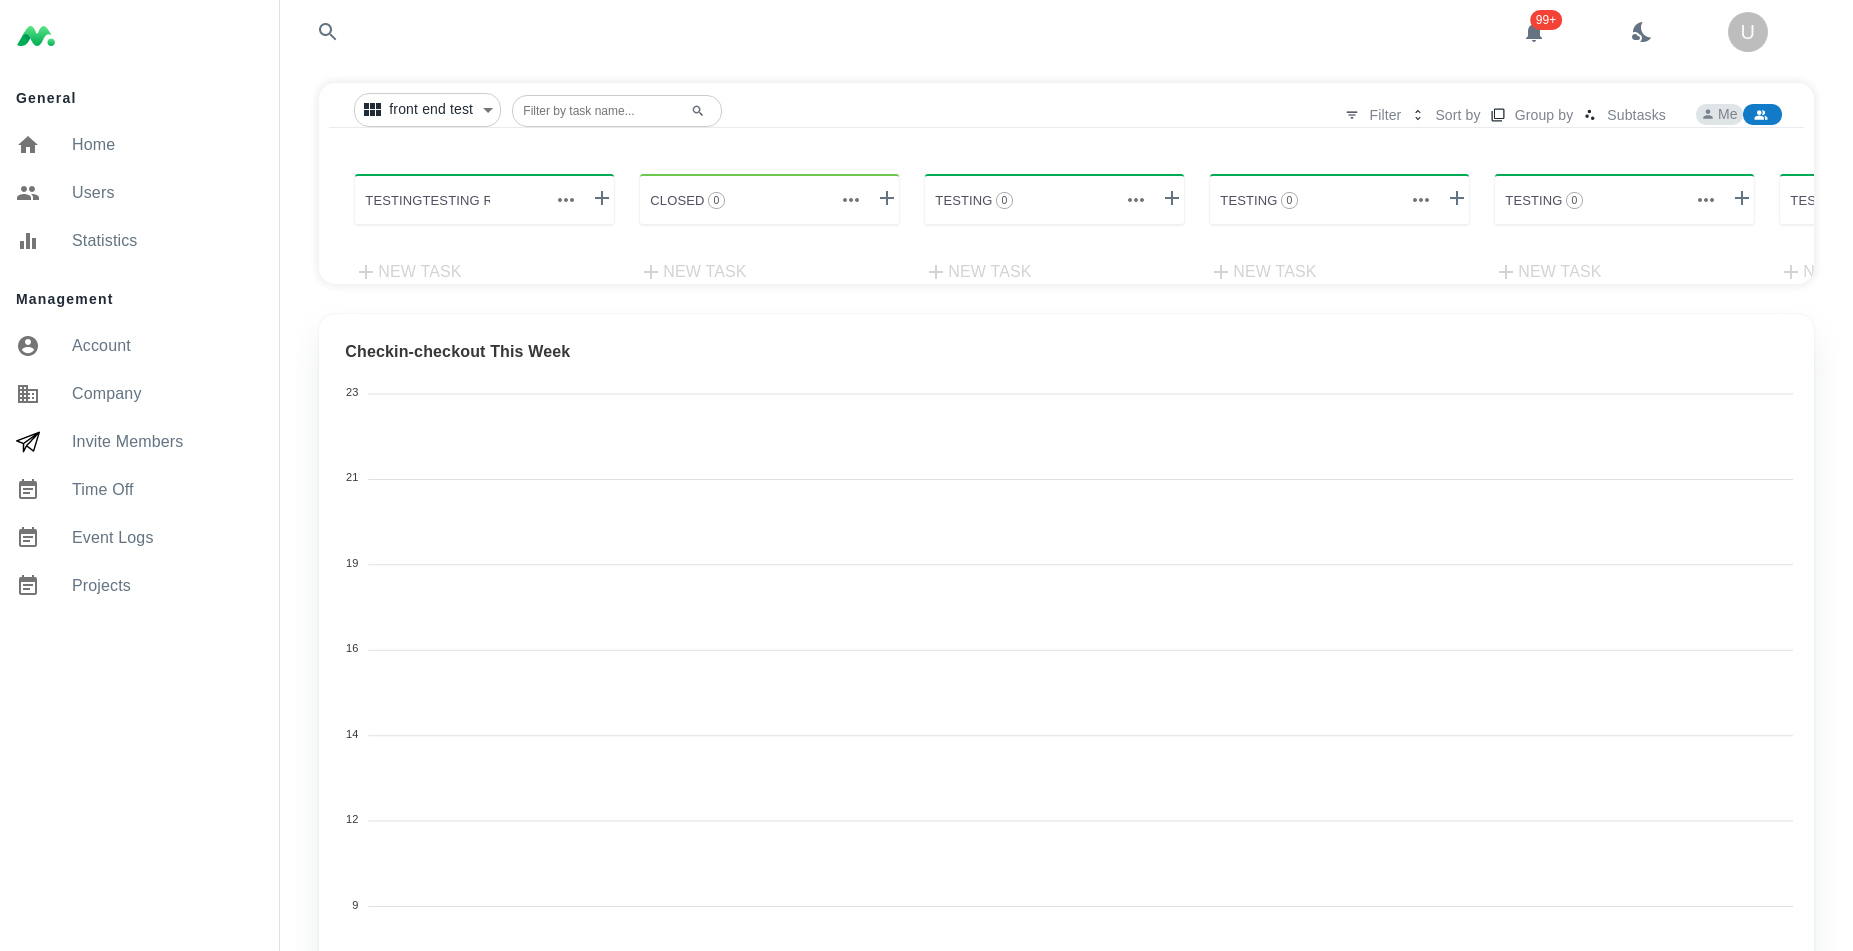 99+
U
General
Home
Users
Statistics
Management
Account
Company
Invite Members
Time Off
Event Logs
Projects
front end test
Filter by task name...
Filter
Sort by
Group by
Subtasks
Me
TESTINGTESTING
CLOSED 0
TESTING 0
TESTING 0
TESTING 0
TES
NEW TASK
NEW TASK
NEW TASK
NEW TASK
NEW TASK
N
Checkin-checkout This Week
23
21
19
16
14
12
9